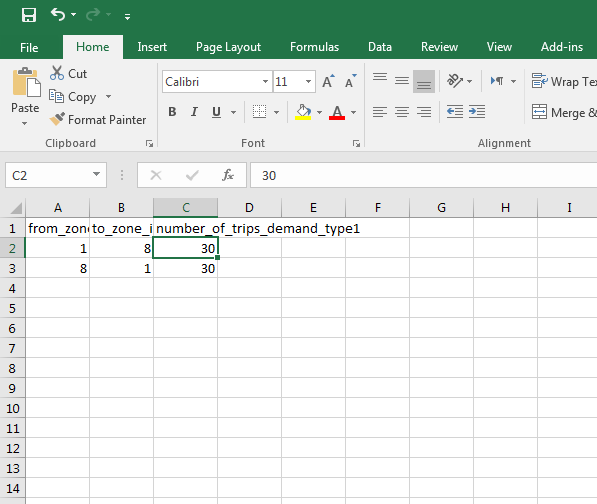 File Home Insert Page Layout Formulas Data Review View Add-ins
Cut
Copy
Format Painter
Paste
Calibri 11 A A
B I U A
Wrap Tex
Merge &
Clipboard Font Alignment
C2 fx 30
A B C D E F G H I
1 from_zone to_zone_i number_of_trips_demand_type1
2 1 8 30
3 8 1 30
4
5
6
7
8
9
10
11
12
13
14